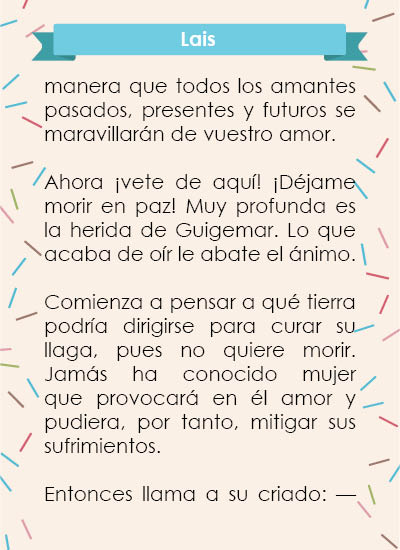 Lais
manera que todos los amantes
pasados, presentes y futuros se
maravillarán de vuestro amor.
Ahora ¡vete de aquí! ¡Déjame
morir en paz! Muy profunda es
la herida de Guigemar. Lo que
acaba de oír le abate el ánimo.
Comienza a pensar a qué tierra
podría dirigirse para curar su
llaga, pues no quiere morir.
Jamás ha conocido mujer
que provocará en él amor y
pudiera, por tanto, mitigar sus
sufrimientos.
Entonces llama a su criado: —